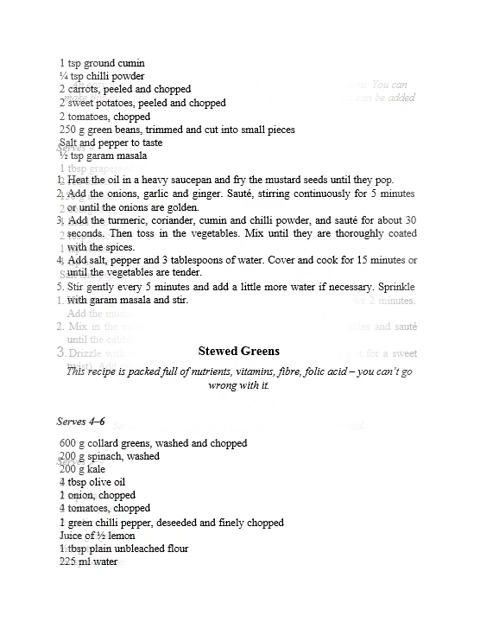 1 tsp ground cumin
¼ tsp chilli powder
2 carrots, peeled and chopped
2 sweet potatoes, peeled and chopped
2 tomatoes, chopped
250 g green beans, trimmed and cut into small pieces
Salt and pepper to taste
½ tsp garam masala
1. Heat the oil in a heavy saucepan and fry the mustard seeds until they pop.
2. Add the onions, garlic and ginger. Sauté, stirring continuously for 5 minutes
or until the onions are golden.
3. Add the turmeric, coriander, cumin and chilli powder, and sauté for about 30
seconds. Then toss in the vegetables. Mix until they are thoroughly coated
with the spices.
4. Add salt, pepper and 3 tablespoons of water. Cover and cook for 15 minutes or
until the vegetables are tender.
5. Stir gently every 5 minutes and add a little more water if necessary. Sprinkle
with garam masala and stir.
Stewed Greens
This recipe is packed full of nutrients, vitamins, fibre, folic acid – you can't go
wrong with it.
Serves 4–6
600 g collard greens, washed and chopped
200 g spinach, washed
200 g kale
4 tbsp olive oil
1 onion, chopped
4 tomatoes, chopped
1 green chilli pepper, deseeded and finely chopped
Juice of ½ lemon
1 tbsp plain unbleached flour
225 ml water